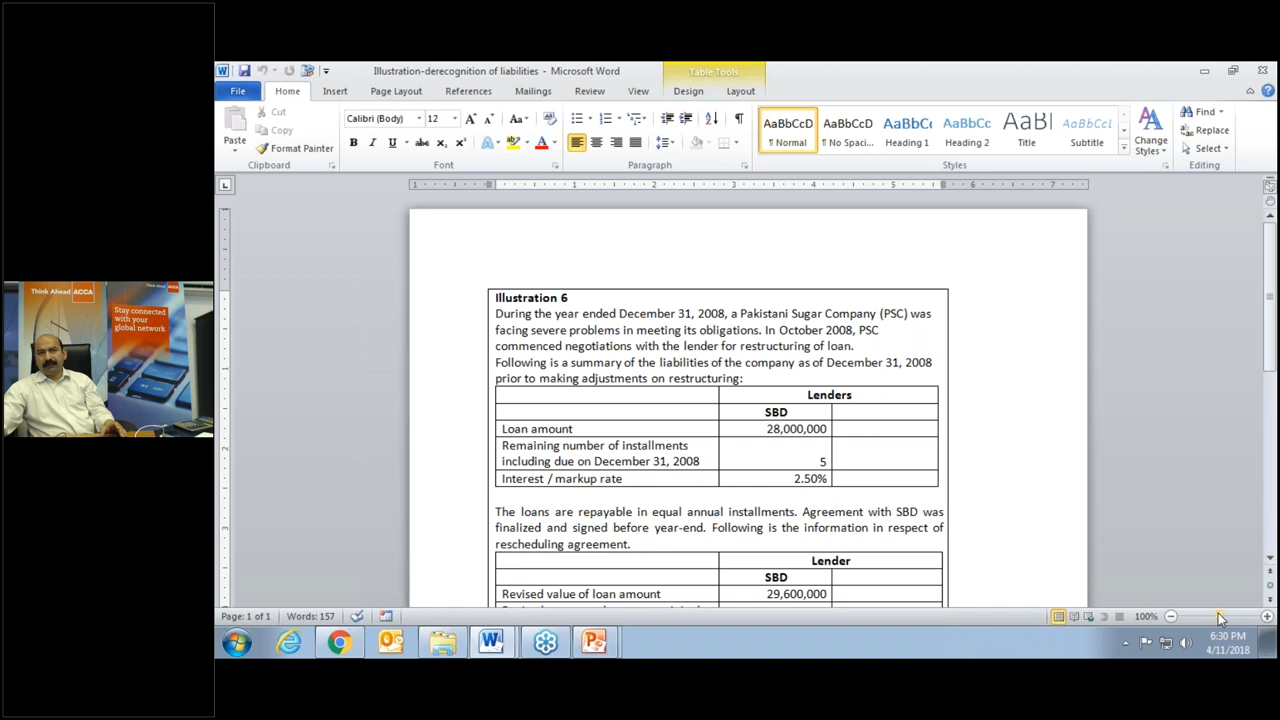 Illustration-derecognition of liabilities - Microsoft Word
Table Tools
File Home Insert Page Layout References Mailings Review View Design Layout
Paste
Cut
Copy
Format Painter
Clipboard
Calibri (Body) 12
Font
Paragraph
AaBbCcD AaBbCcD AaBbCc AaBbCc AaBl AaBbCcl
¶ Normal ¶ No Spaci... Heading 1 Heading 2 Title Subtitle
Styles
Change Styles
Find
Replace
Select
Editing
Illustration 6
During the year ended December 31, 2008, a Pakistani Sugar Company (PSC) was
facing severe problems in meeting its obligations. In October 2008, PSC
commenced negotiations with the lender for restructuring of loan.
Following is a summary of the liabilities of the company as of December 31, 2008
prior to making adjustments on restructuring:
Lenders
SBD
Loan amount 28,000,000
Remaining number of installments
including due on December 31, 2008 5
Interest / markup rate 2.50%
The loans are repayable in equal annual installments. Agreement with SBD was
finalized and signed before year-end. Following is the information in respect of
rescheduling agreement.
Lender
SBD
Revised value of loan amount 29,600,000
Page: 1 of 1 Words: 157 100%
6:30 PM
4/11/2018
Think Ahead ACCA
Stay connected
with your
global network